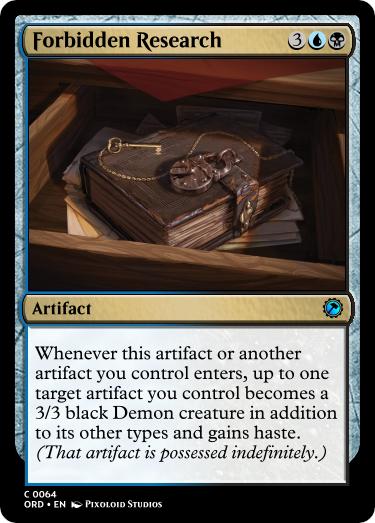 Forbidden Research 3
Artifact
Whenever this artifact or another
artifact you control enters, up to one
target artifact you control becomes a
3/3 black Demon creature in addition
to its other types and gains haste.
(That artifact is possessed indefinitely.)
C 0064
ORD • EN Pixoloid Studios